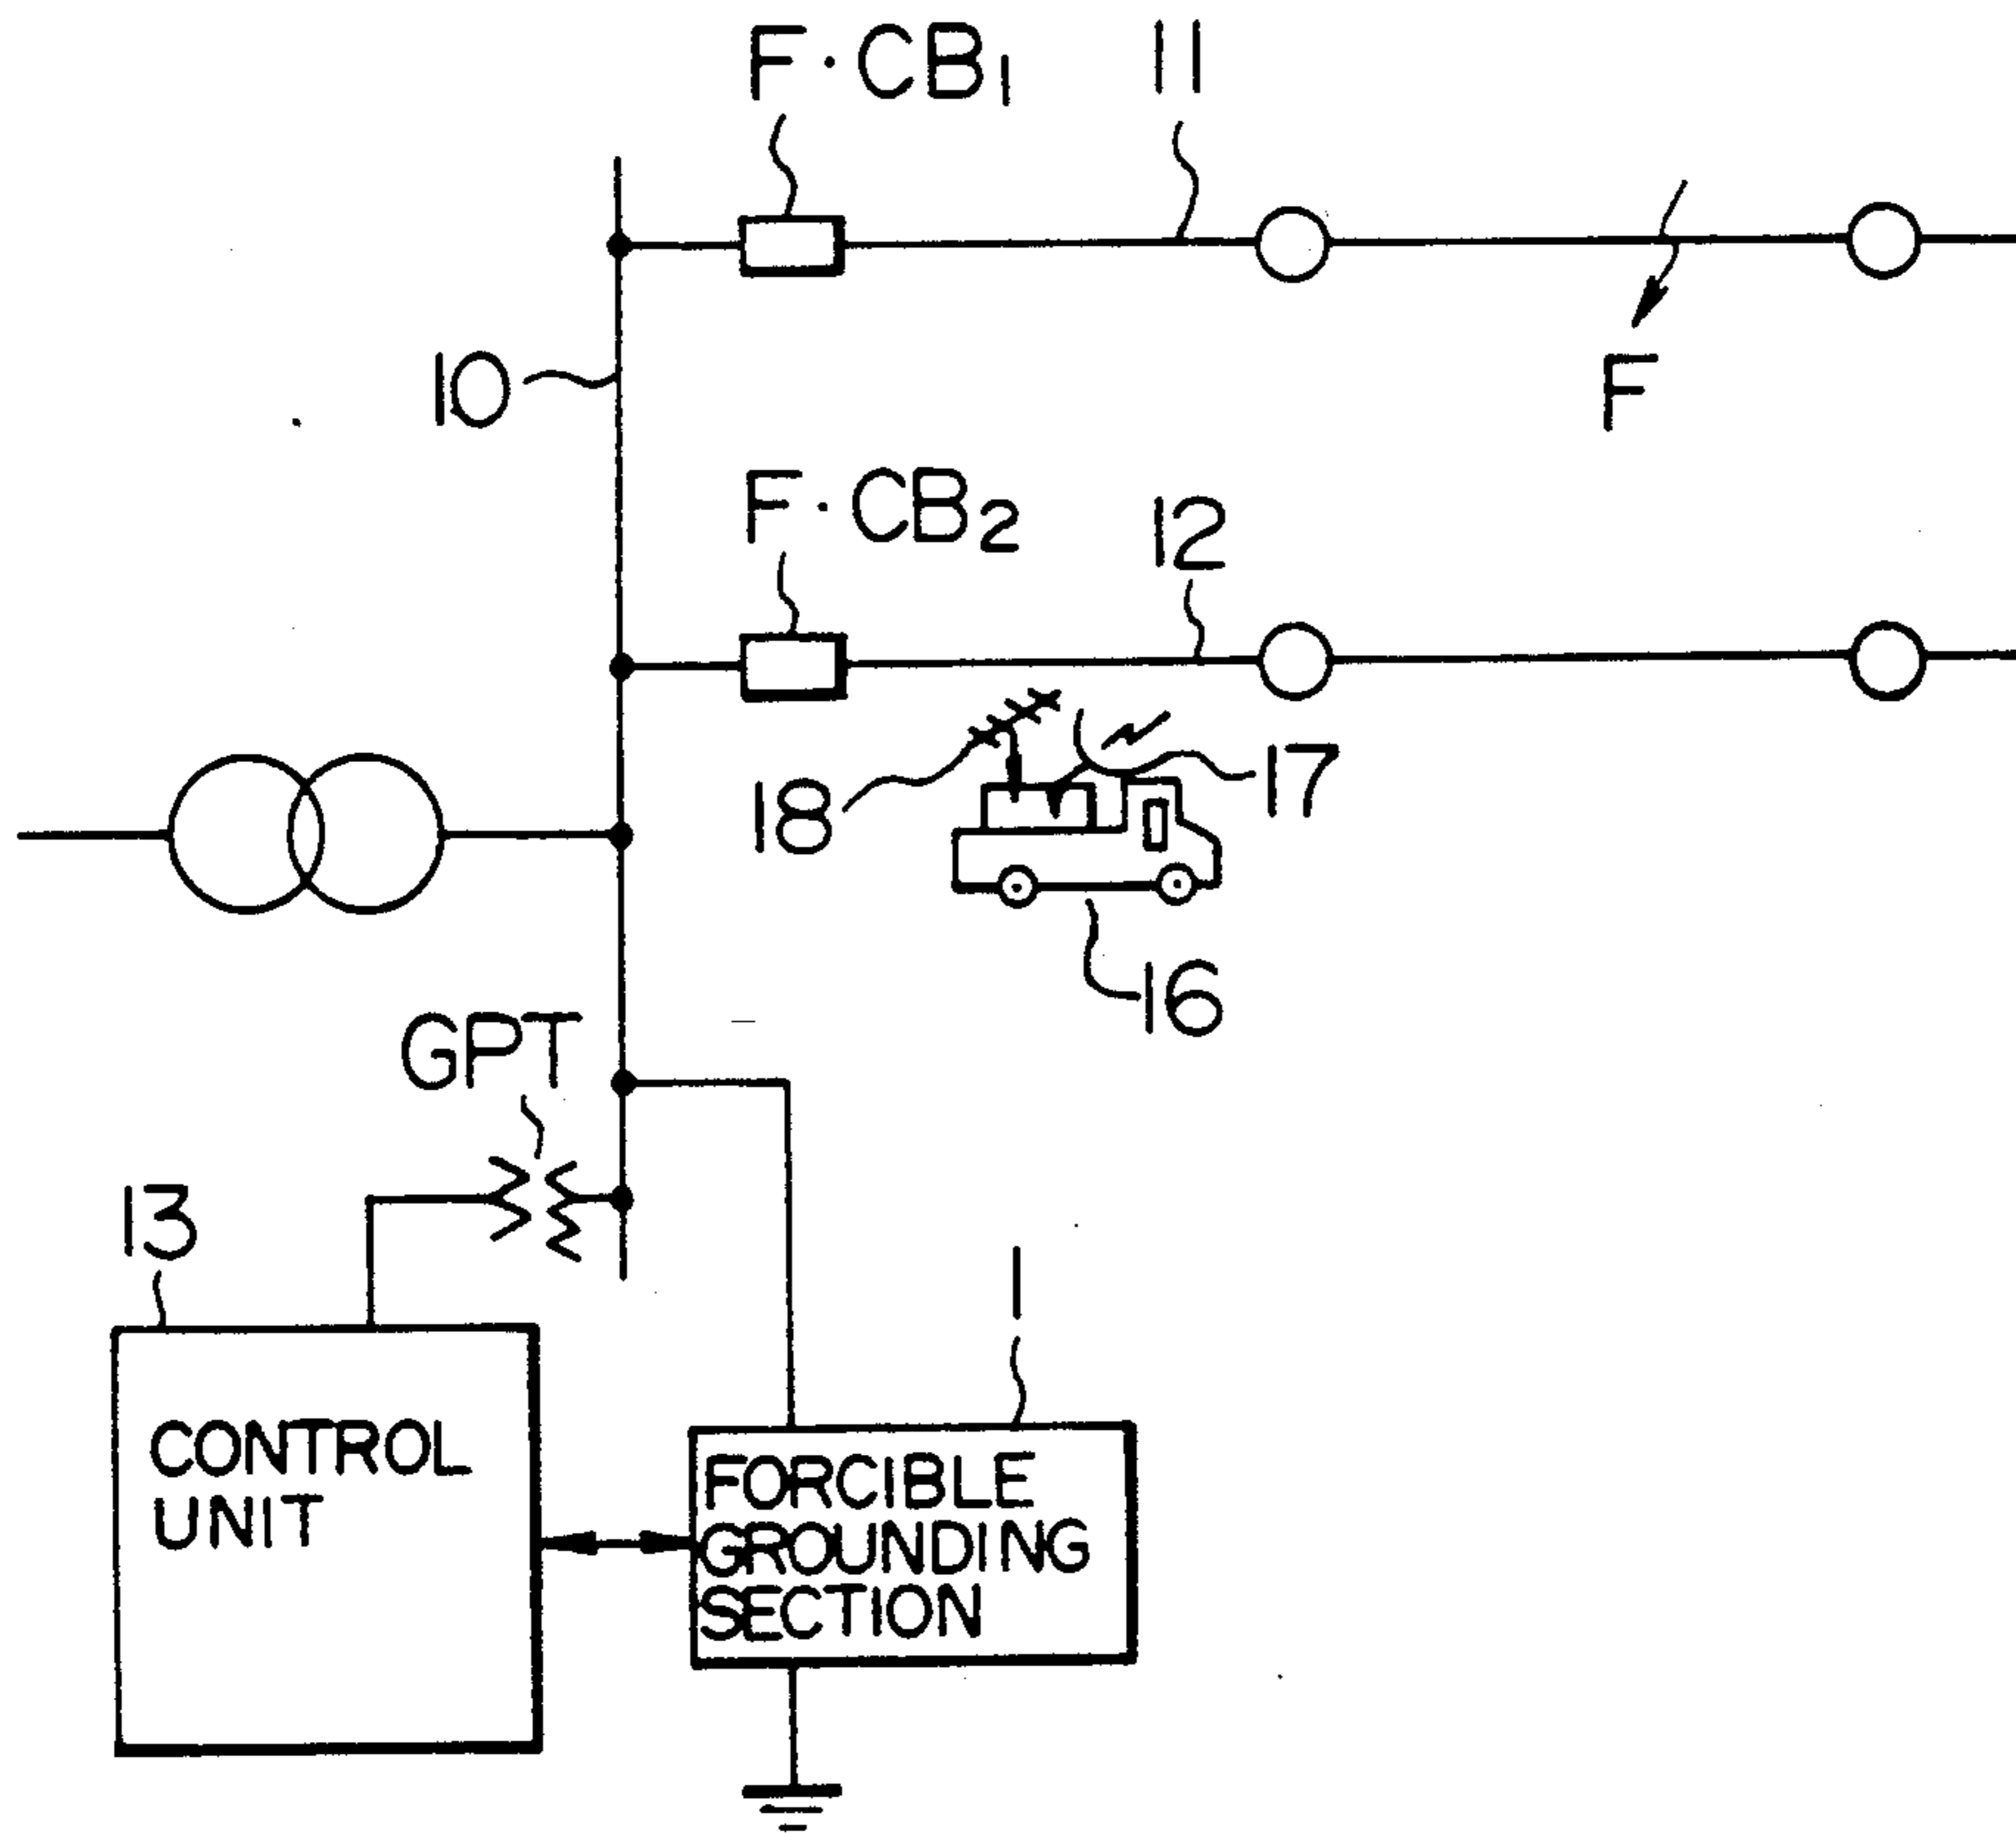 F·CB1
11
10
F
F·CB2
12
18
17
16
GPT
13
1
CONTROL
UNIT
FORCIBLE
GROUNDING
SECTION